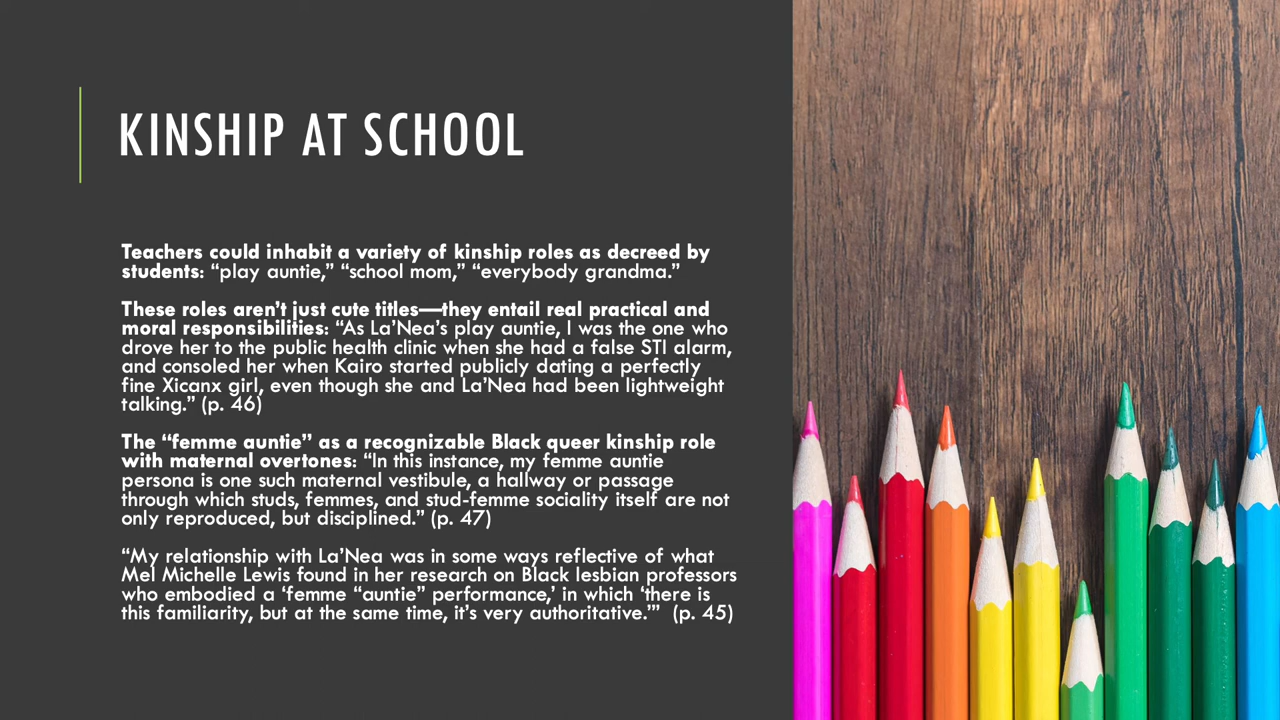 KINSHIP AT SCHOOL
Teachers could inhabit a variety of kinship roles as decreed by
students: “play auntie,” “school mom,” “everybody grandma.”
These roles aren’t just cute titles—they entail real practical and
moral responsibilities: “As La’Nea’s play auntie, I was the one who
drove her to the public health clinic when she had a false STI alarm,
and consoled her when Kairo started publicly dating a perfectly
fine Xicanx girl, even though she and La’Nea had been lightweight
talking.” (p. 46)
The “femme auntie” as a recognizable Black queer kinship role
with maternal overtones: “In this instance, my femme auntie
persona is one such maternal vestibule, a hallway or passage
through which studs, femmes, and stud-femme sociality itself are not
only reproduced, but disciplined.” (p. 47)
“My relationship with La’Nea was in some ways reflective of what
Mel Michelle Lewis found in her research on Black lesbian professors
who embodied a ‘femme “auntie” performance,’ in which ‘there is
this familiarity, but at the same time, it’s very authoritative.’” (p. 45)